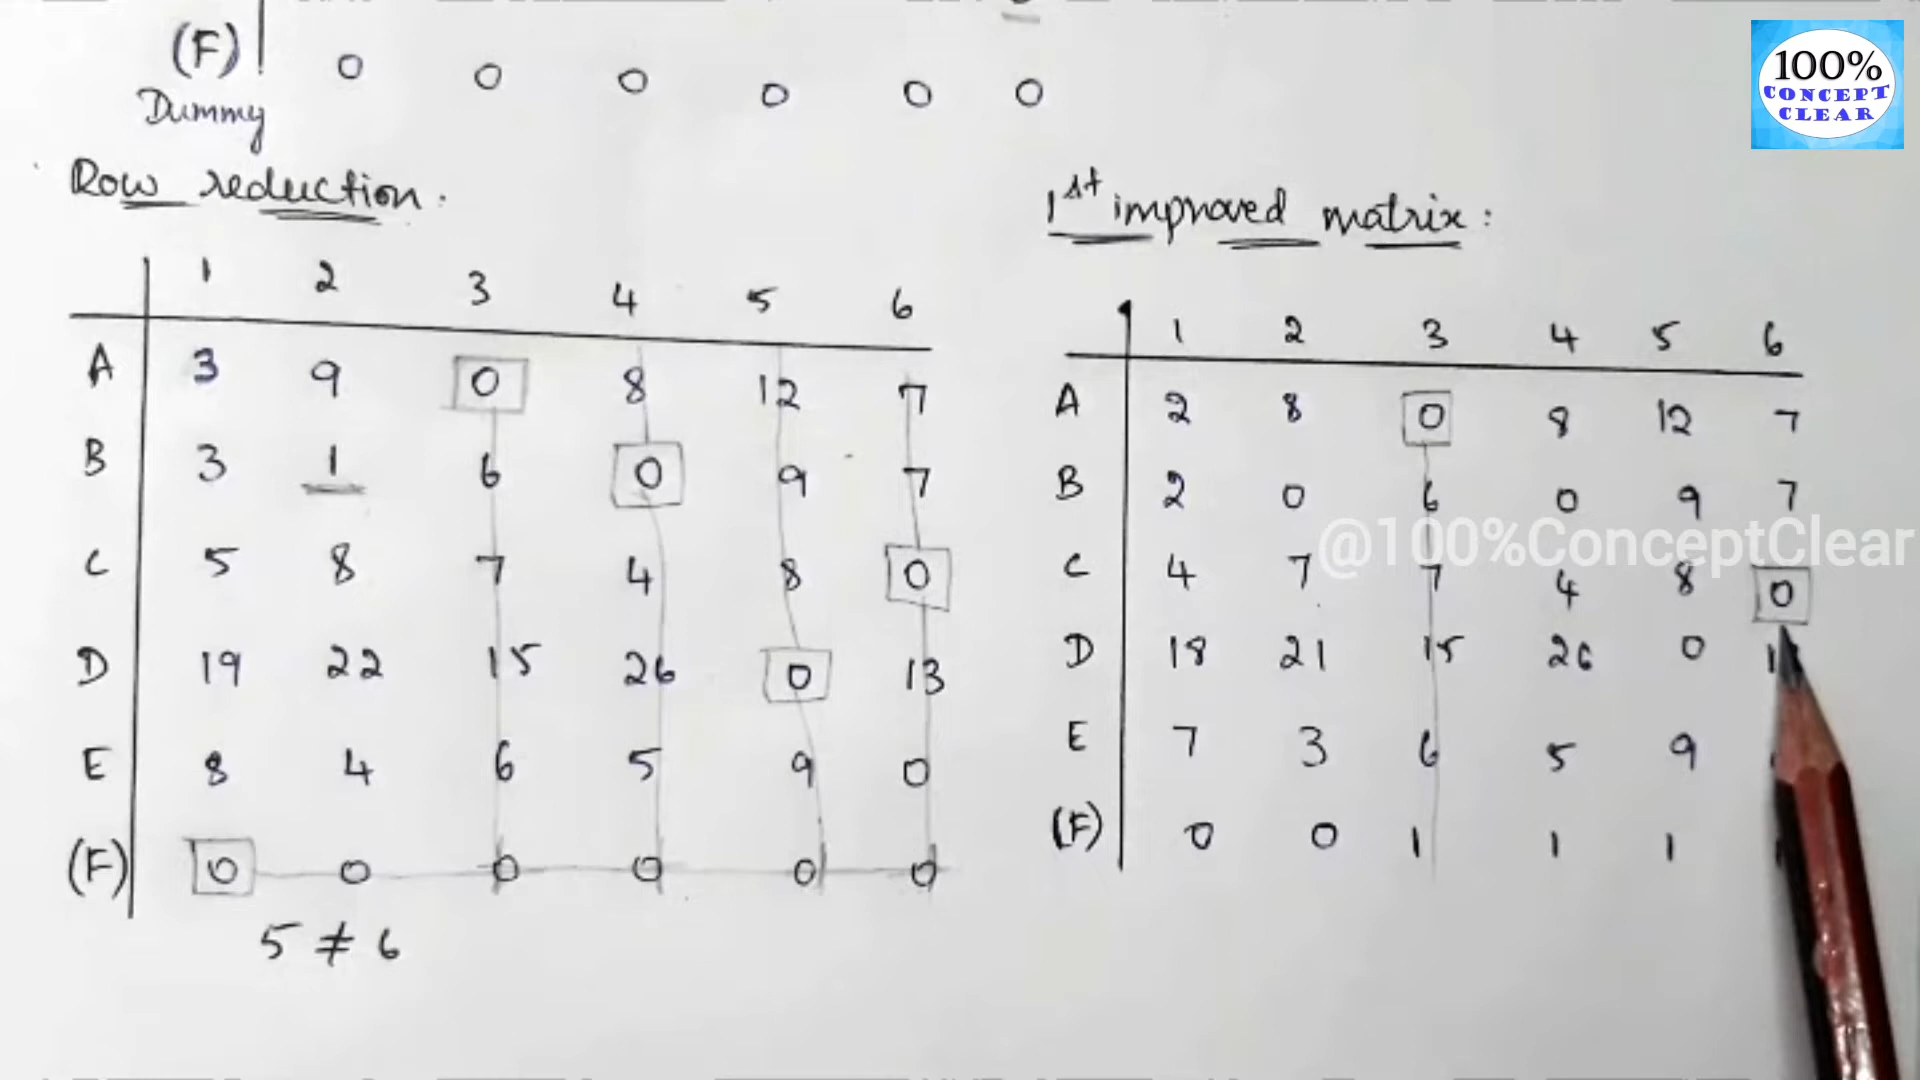 (F) 0 0 0 0 0 0
Dummy
100%
CONCEPT
CLEAR
Row reduction.
1 2 3 4 5 6
A 3 9 0 8 12 7
B 3 1 6 0 9 7
C 5 8 7 4 8 0
D 19 22 15 26 0 13
E 8 4 6 5 9 0
(F) 0 0 0 0 0 0
5 ≠ 6
1st improved matrix:
1 2 3 4 5 6
A 2 8 0 8 12 7
B 2 0 6 0 9 7
@100%ConceptClear
C 4 7 7 4 8 0
D 18 21 15 26 0
E 7 3 6 5 9
(F) 0 0 1 1 1